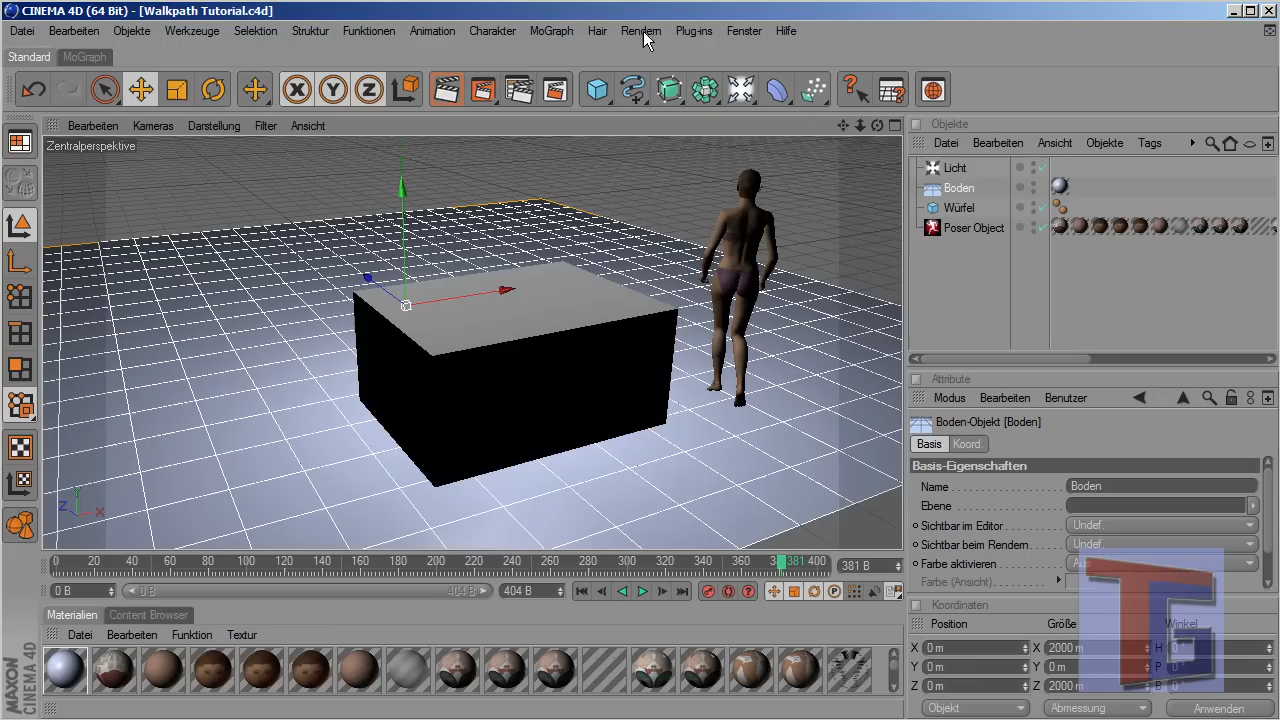 CINEMA 4D (64 Bit) - [Walkpath Tutorial.c4d]
Datei Bearbeiten Objekte Werkzeuge Selektion Struktur Funktionen Animation Charakter MoGraph Hair Rendern Plug-ins Fenster Hilfe
Standard MoGraph
X Y Z
Bearbeiten Kameras Darstellung Filter Ansicht
Zentralperspektive
Objekte
Datei Bearbeiten Ansicht Objekte Tags
Licht
Boden
Würfel
Poser Object
Attribute
Modus Bearbeiten Benutzer
Boden-Objekt [Boden]
Basis Koord.
Basis-Eigenschaften
Name Boden
Ebene
Sichtbar im Editor Undef.
Sichtbar beim Rendern Undef.
Farbe aktivieren Aus
Farbe (Ansicht)
Y
Z X
0 20 40 60 80 100 120 140 160 180 200 220 240 260 280 300 320 340 360 381 400 381 B
0 B 0 B 404 B 404 B
Materialien Content Browser
Datei Bearbeiten Funktion Textur
Koordinaten
Position Größe Winkel
X 0 m X 2000 m H 0 °
Y 0 m Y 0 m P 0 °
Z 0 m Z 2000 m B 0 °
Objekt Abmessung Anwenden
MAXON
CINEMA 4D
TG